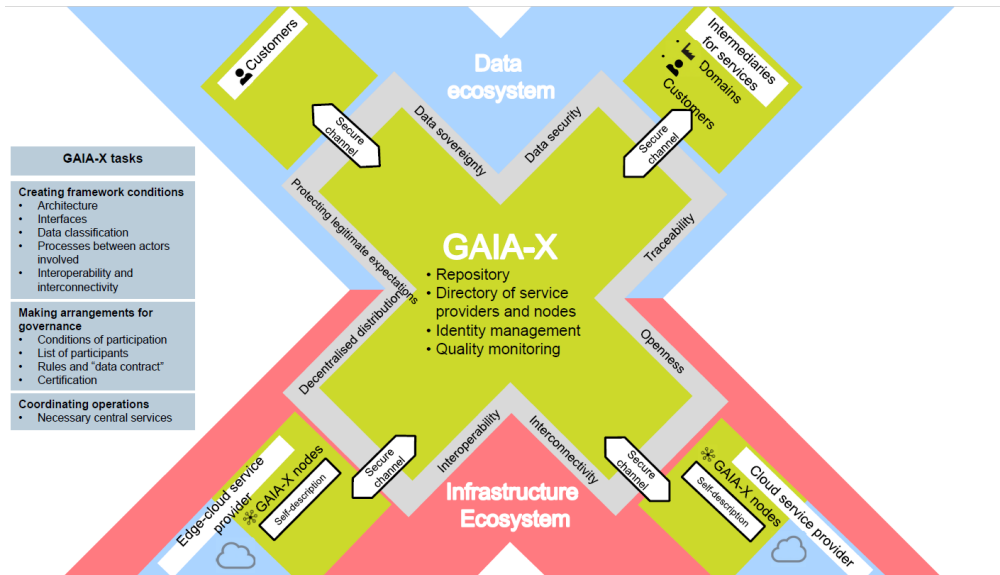 Data
ecosystem
Customers
Intermediaries
for services
Domains
Customers
Secure
channel
Secure
channel
Data sovereignty
Data security
Protecting legitimate expectations
Traceability
GAIA-X tasks
Creating framework conditions
• Architecture
• Interfaces
• Data classification
• Processes between actors
involved
• Interoperability and
interconnectivity
Making arrangements for
governance
• Conditions of participation
• List of participants
• Rules and “data contract”
• Certification
Coordinating operations
• Necessary central services
GAIA-X
• Repository
• Directory of service
providers and nodes
• Identity management
• Quality monitoring
Decentralised distribution
Openness
Interoperability
Interconnectivity
Secure
channel
Secure
channel
Infrastructure
Ecosystem
Edge-cloud service
provider
GAIA-X nodes
Self-description
GAIA-X nodes
Self-description
Cloud service provider